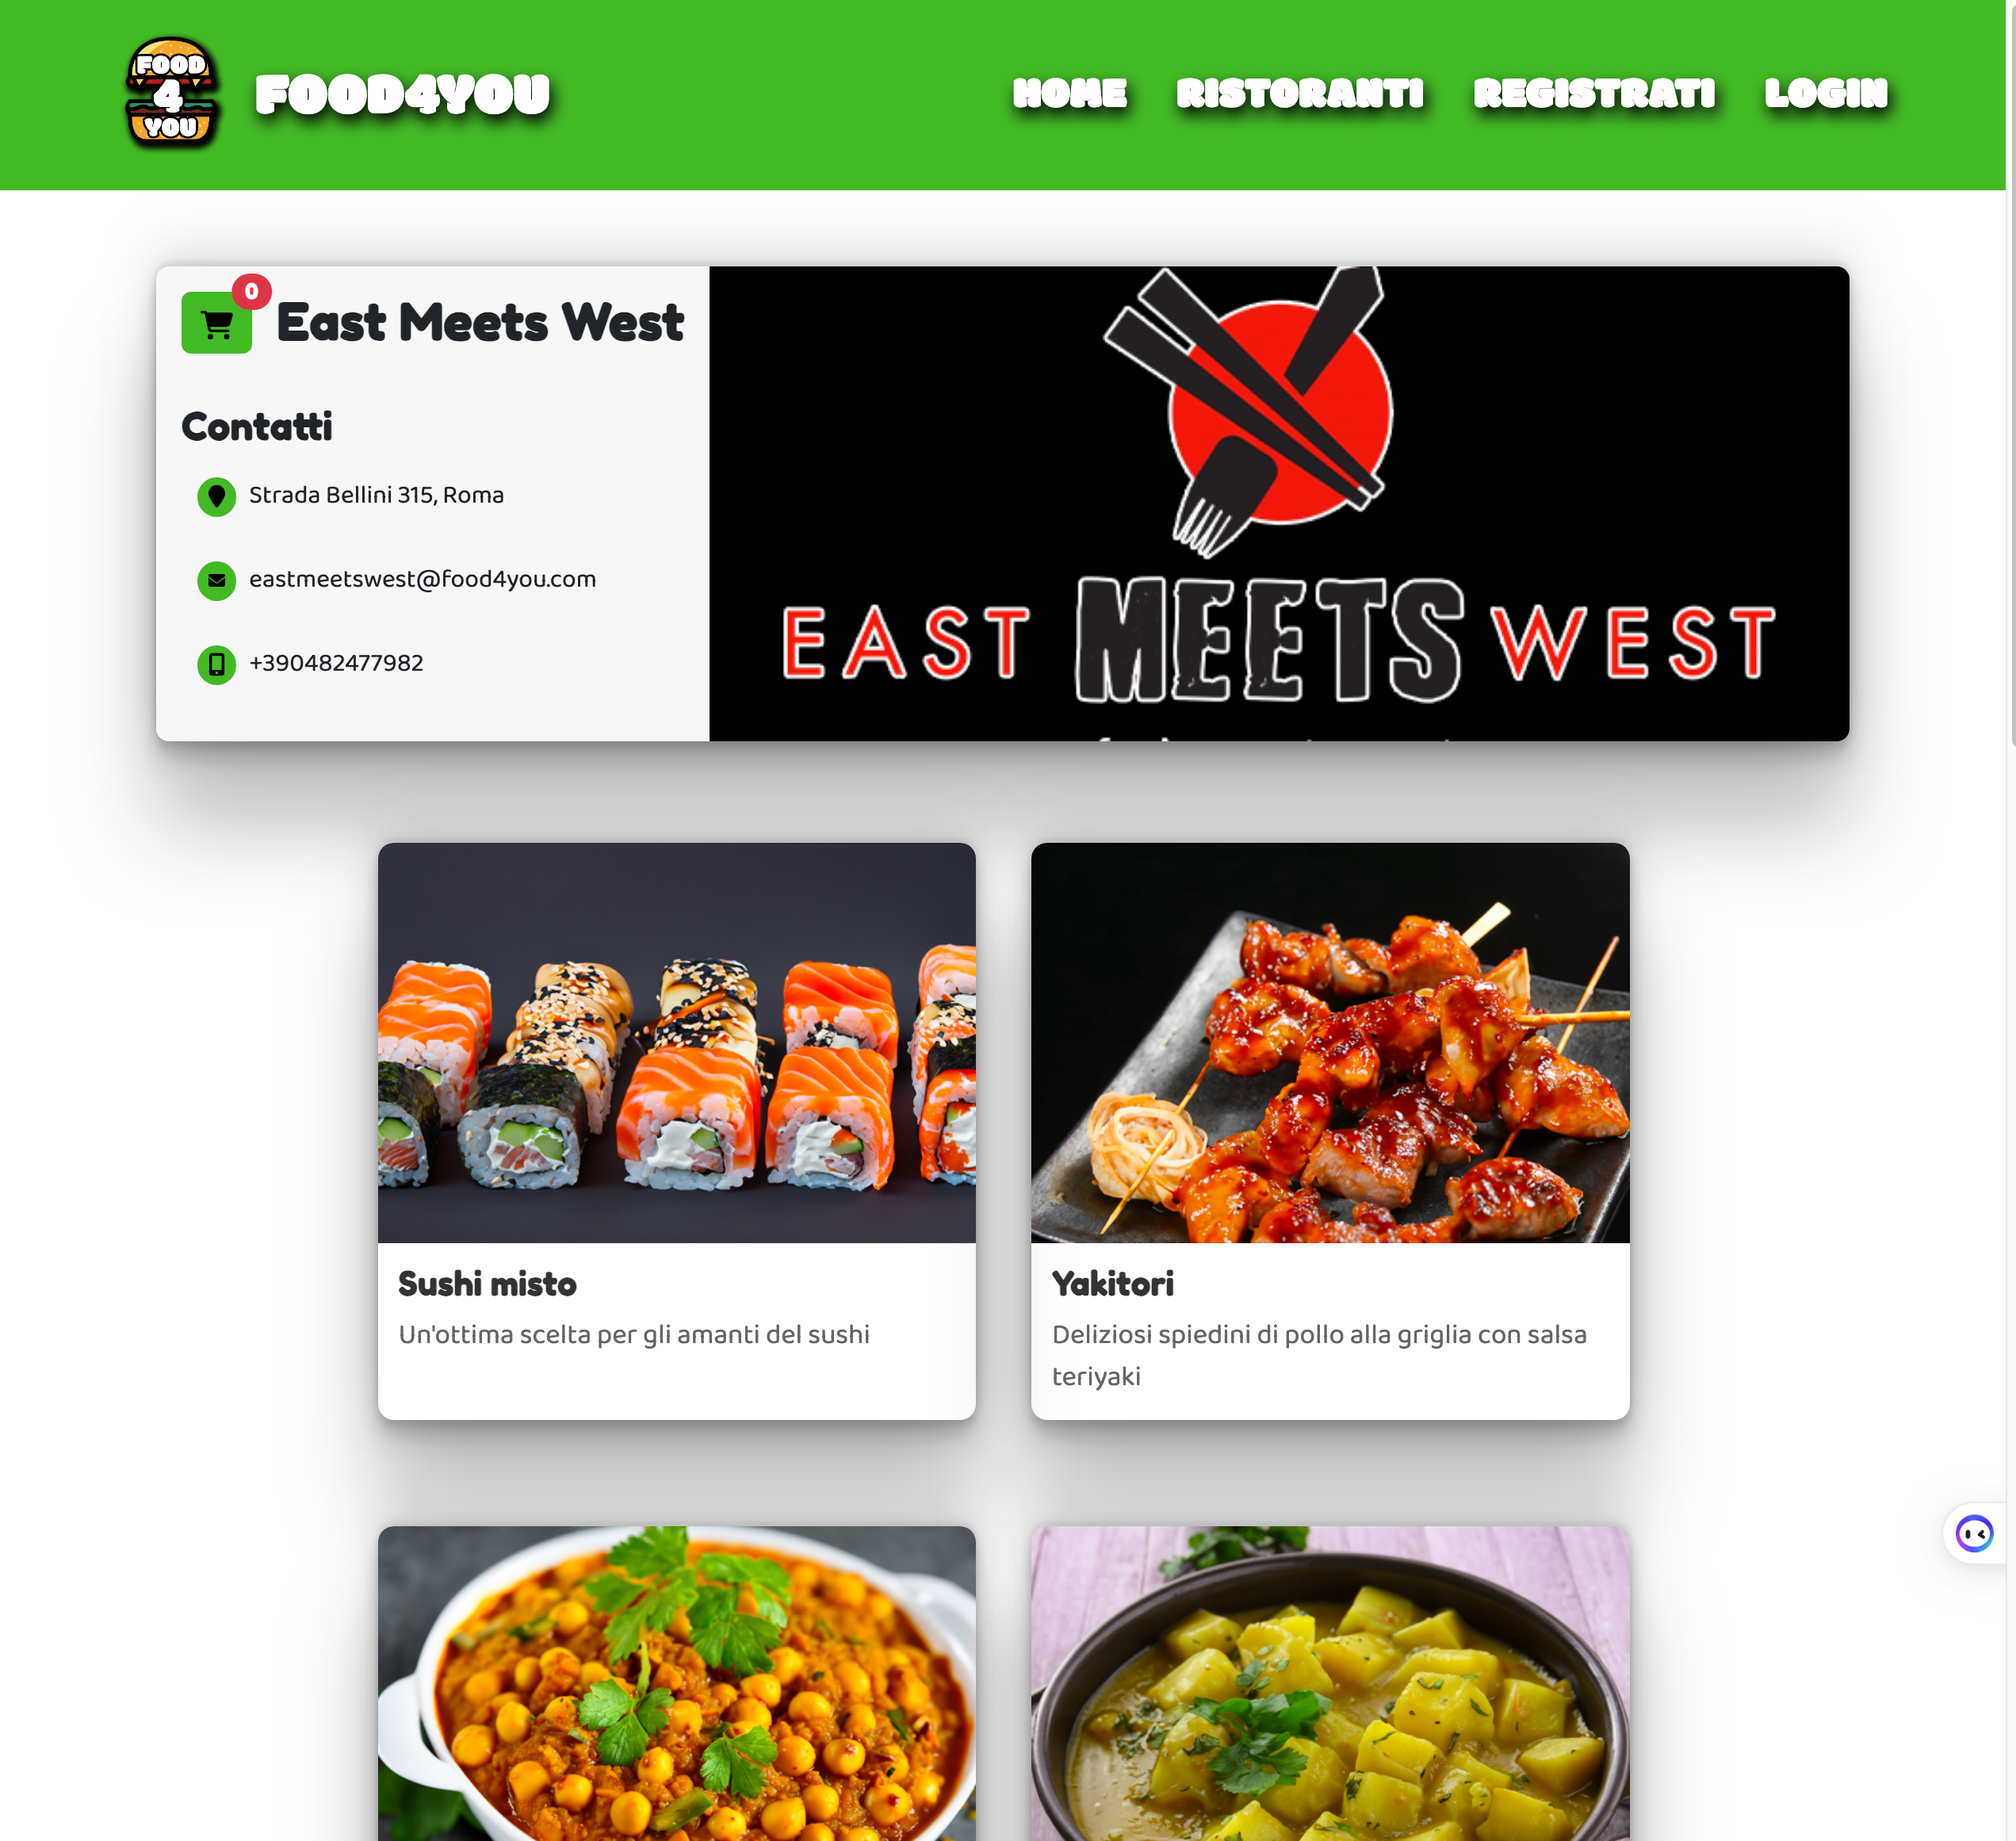 FOOD
4
YOU
FOOD4YOU
HOME RISTORANTI REGISTRATI LOGIN
0
East Meets West
Contatti
Strada Bellini 315, Roma
eastmeetswest@food4you.com
+390482477982
EAST MEETS WEST
Sushi misto
Un'ottima scelta per gli amanti del sushi
Yakitori
Deliziosi spiedini di pollo alla griglia con salsa
teriyaki